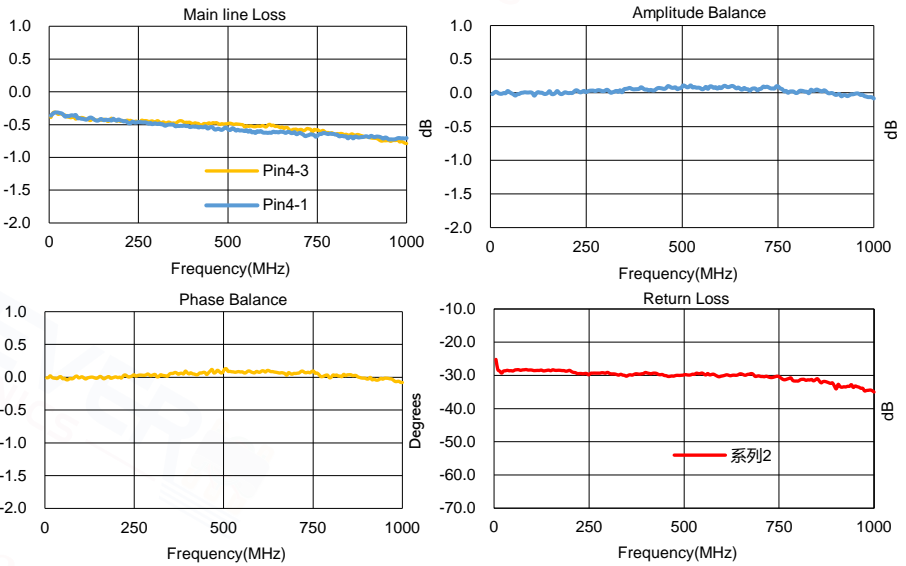 Main line Loss
1.0
0.5
0.0
-0.5
-1.0
-1.5
-2.0
dB
Pin4-3
Pin4-1
0 250 500 750 1000
Frequency(MHz)
Amplitude Balance
1.0
0.5
0.0
-0.5
-1.0
-1.5
-2.0
dB
0 250 500 750 1000
Frequency(MHz)
Phase Balance
1.0
0.5
0.0
-0.5
-1.0
-1.5
-2.0
Degrees
0 250 500 750 1000
Frequency(MHz)
Return Loss
-10.0
-20.0
-30.0
-40.0
-50.0
-60.0
-70.0
dB
系列2
0 250 500 750 1000
Frequency(MHz)